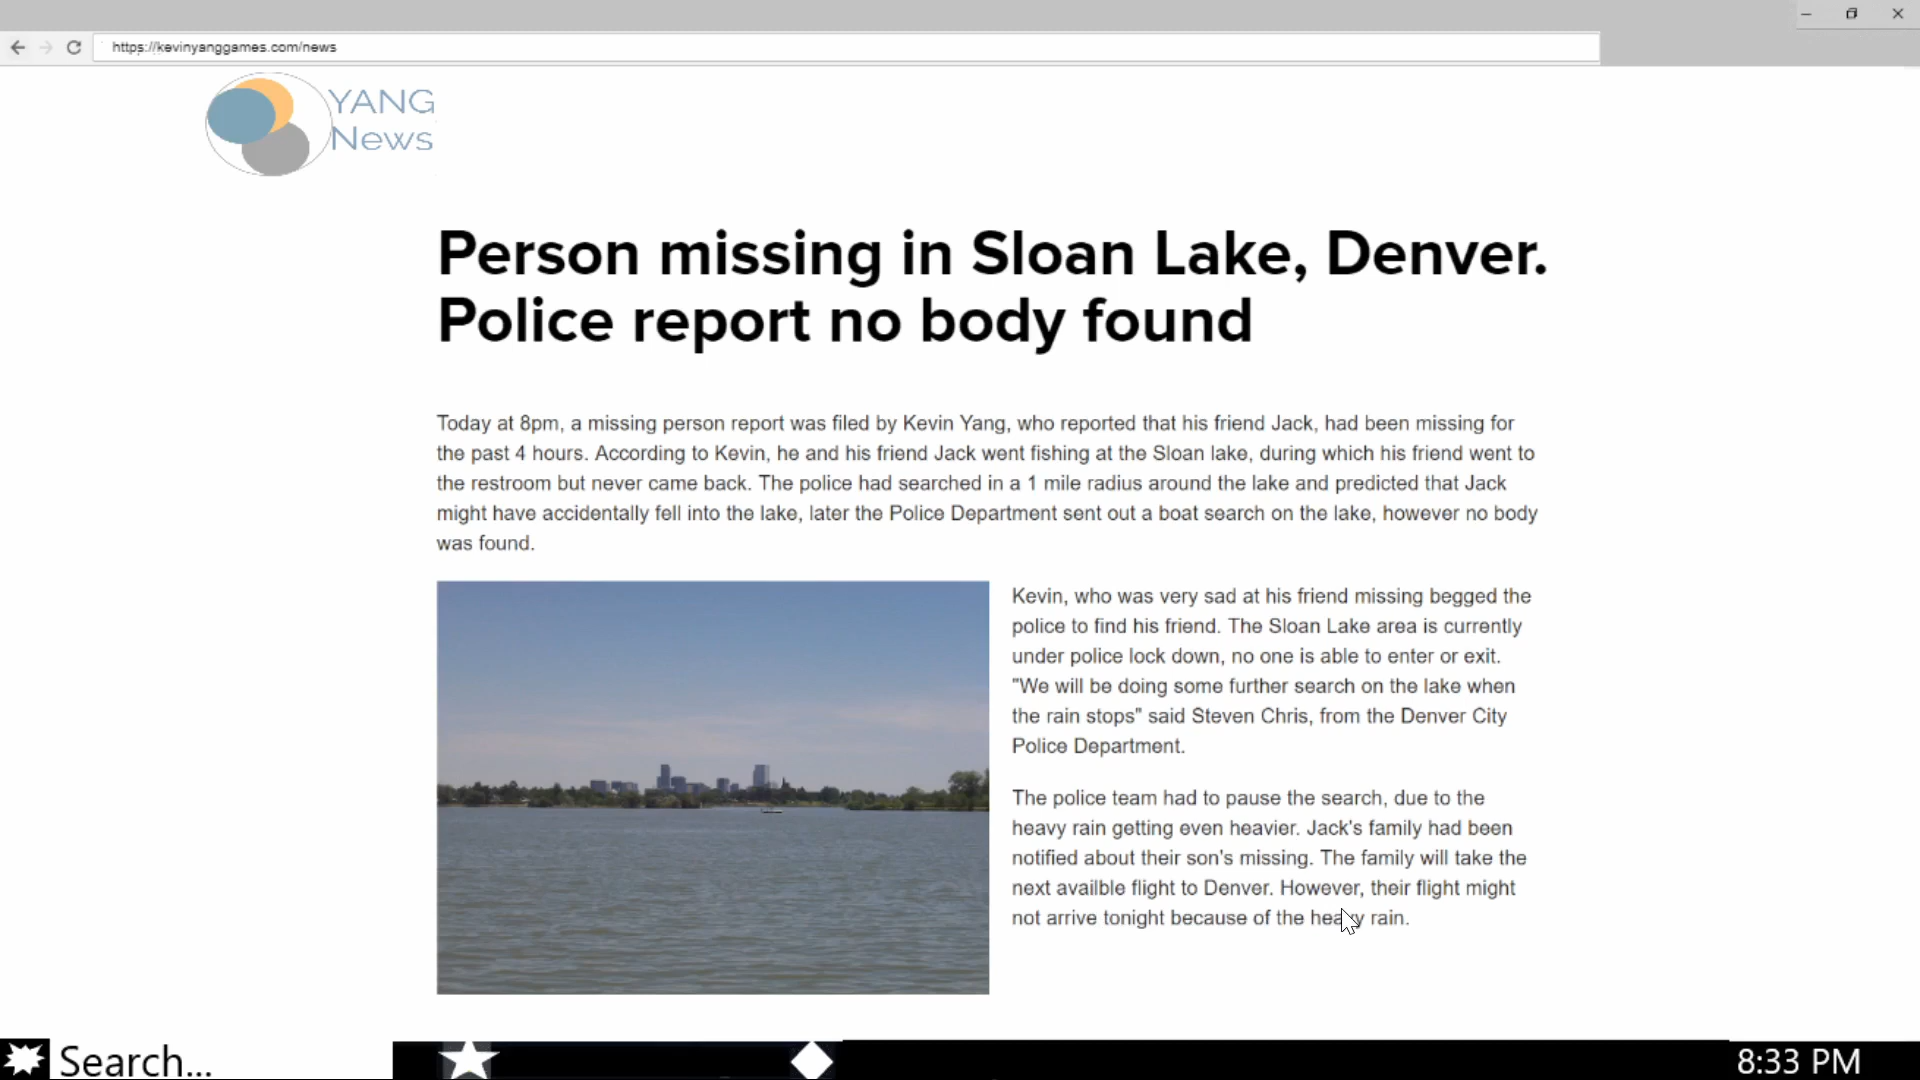 https://kevinyanggames.com/news
YANG
News
Person missing in Sloan Lake, Denver.
Police report no body found
Today at 8pm, a missing person report was filed by Kevin Yang, who reported that his friend Jack, had been missing for
the past 4 hours. According to Kevin, he and his friend Jack went fishing at the Sloan lake, during which his friend went to
the restroom but never came back. The police had searched in a 1 mile radius around the lake and predicted that Jack
might have accidentally fell into the lake, later the Police Department sent out a boat search on the lake, however no body
was found.
Kevin, who was very sad at his friend missing begged the
police to find his friend. The Sloan Lake area is currently
under police lock down, no one is able to enter or exit.
"We will be doing some further search on the lake when
the rain stops" said Steven Chris, from the Denver City
Police Department.
The police team had to pause the search, due to the
heavy rain getting even heavier. Jack's family had been
notified about their son's missing. The family will take the
next availble flight to Denver. However, their flight might
not arrive tonight because of the heavy rain.
Search...
8:33 PM